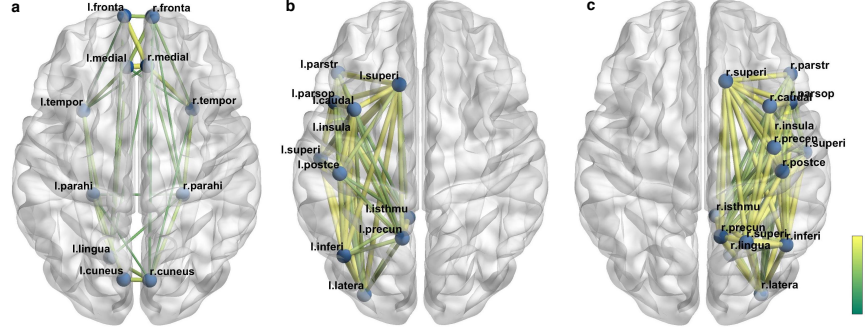 a
l.fronta
r.fronta
l.medial
r.medial
l.tempor
r.tempor
l.parahi
r.parahi
l.lingua
l.cuneus
r.cuneus
b
l.parstr
l.superi
l.parsop
l.caudal
l.insula
l.superi
l.postce
l.isthmu
l.precun
l.inferi
l.latera
c
r.superi
r.parstr
r.parsop
r.caudal
r.insula
r.precen
r.superi
r.postce
r.isthmu
r.precun
r.superi
r.inferi
r.lingua
r.latera